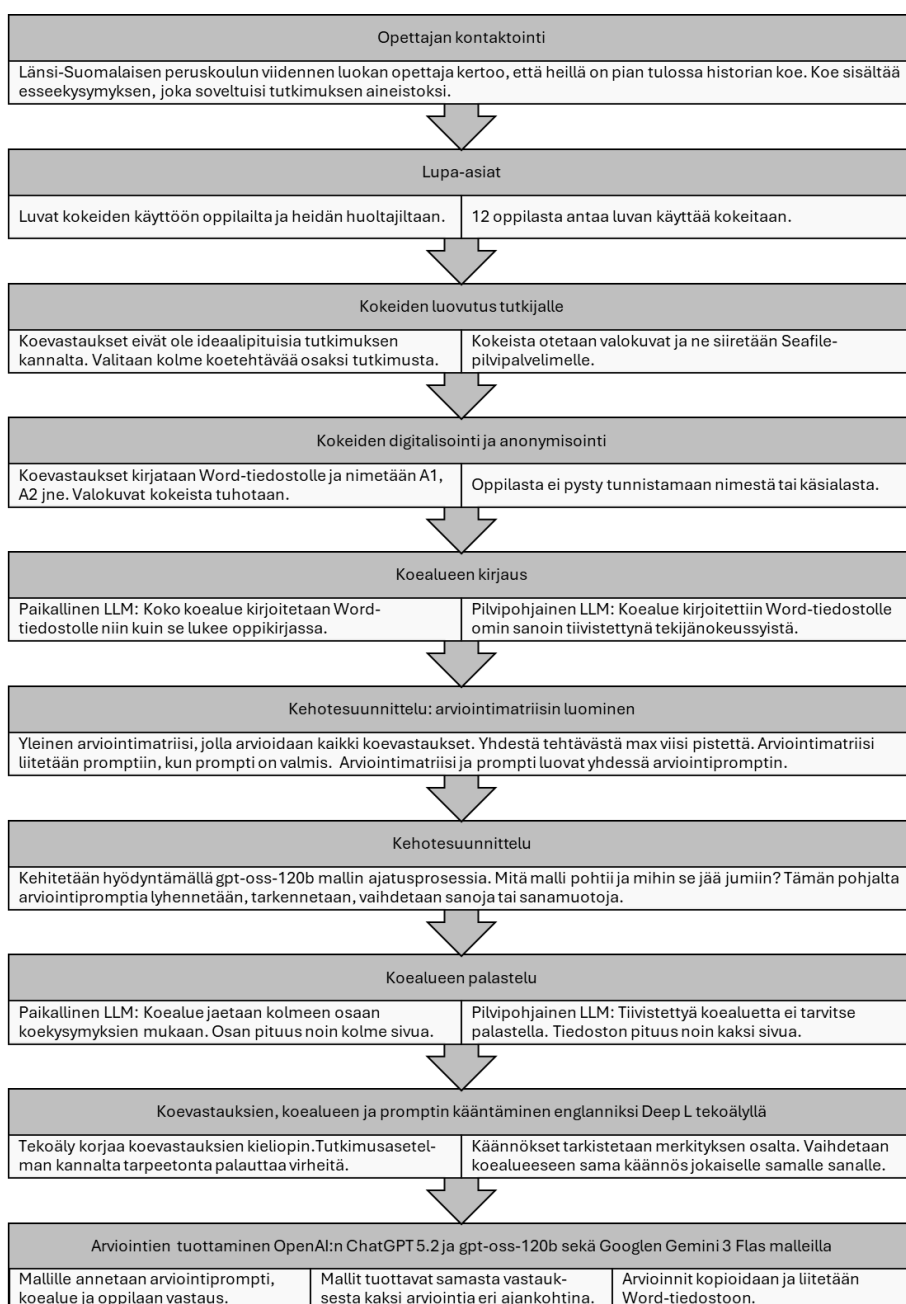 Opettajan kontaktointi
Länsi-Suomalaisen peruskoulun viidennen luokan opettaja kertoo, että heillä on pian tulossa historian koe. Koe sisältää
esseekysymyksen, joka soveltuisi tutkimuksen aineistoksi.
Lupa-asiat
Luvat kokeiden käyttöön oppilailta ja heidän huoltajiltaan.
12 oppilasta antaa luvan käyttää kokeitaan.
Kokeiden luovutus tutkijalle
Koevastaukset eivät ole ideaalipituisia tutkimuksen
kannalta. Valitaan kolme koetehtävää osaksi tutkimusta.
Kokeista otetaan valokuvat ja ne siiretään Seafile-
pilvipalvelimelle.
Kokeiden digitalisointi ja anonymisointi
Koevastaukset kirjataan Word-tiedostolle ja nimetään A1,
A2 jne. Valokuvat kokeista tuhotaan.
Oppilasta ei pysty tunnistamaan nimestä tai käsialasta.
Koealueen kirjaus
Paikallinen LLM: Koko koealue kirjoitetaan Word-
tiedostolle niin kuin se lukee oppikirjassa.
Pilvipohjainen LLM: Koealue kirjoitettiin Word-tiedostolle
omin sanoin tiivistettynä tekijänokeussyistä.
Kehotesuunnittelu: arviointimatriisin luominen
Yleinen arviointimatriisi, jolla arvioidaan kaikki koevastaukset. Yhdestä tehtävästä max viisi pistettä. Arviointimatriisi
liitetään promptiin, kun prompti on valmis. Arviointimatriisi ja prompti luovat yhdessä arviointipromptin.
Kehotesuunnittelu
Kehitetään hyödyntämällä gpt-oss-120b mallin ajatusprosessia. Mitä malli pohtii ja mihin se jää jumiin? Tämän pohjalta
arviointipromptia lyhennetään, tarkennetaan, vaihdetaan sanoja tai sanamuotoja.
Koealueen palastelu
Paikallinen LLM: Koealue jaetaan kolmeen osaan
koekysymyksien mukaan. Osan pituus noin kolme sivua.
Pilvipohjainen LLM: Tiivistettyä koealuetta ei tarvitse
palastella. Tiedoston pituus noin kaksi sivua.
Koevastauksien, koealueen ja promptin kääntäminen englanniksi Deep L tekoälyllä
Tekoäly korjaa koevastauksien kieliopin.Tutkimusasetel-
man kannalta tarpeetonta palauttaa virheitä.
Käännökset tarkistetaan merkityksen osalta. Vaihdetaan
koealueeseen sama käännös jokaiselle samalle sanalle.
Arviointien tuottaminen OpenAI:n ChatGPT 5.2 ja gpt-oss-120b sekä Googlen Gemini 3 Flas malleilla
Mallille annetaan arviointiprompti,
koealue ja oppilaan vastaus.
Mallit tuottavat samasta vastauk-
sesta kaksi arviointia eri ajankohtina.
Arvioinnit kopioidaan ja liitetään
Word-tiedostoon.